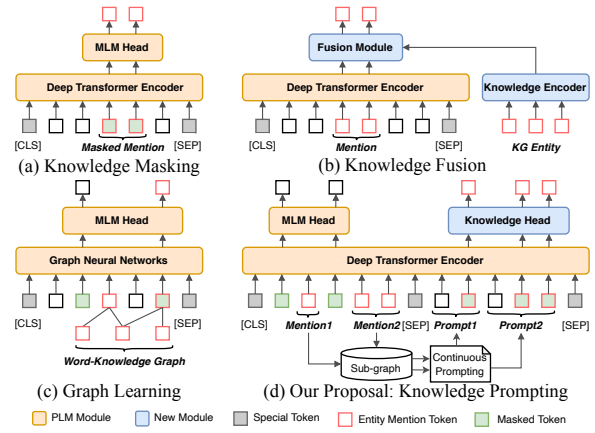 MLM Head
Deep Transformer Encoder
[CLS]
[SEP]
Masked Mention
(a) Knowledge Masking
Fusion Module
Deep Transformer Encoder
Knowledge Encoder
[CLS]
Mention
[SEP]
KG Entity
(b) Knowledge Fusion
MLM Head
Graph Neural Networks
[CLS]
[SEP]
Word-Knowledge Graph
(c) Graph Learning
MLM Head
Knowledge Head
Deep Transformer Encoder
[CLS]
Mention1
Mention2
[SEP]
Prompt1
Prompt2
[SEP]
Sub-graph
Continuous
Prompting
(d) Our Proposal: Knowledge Prompting
PLM Module
New Module
Special Token
Entity Mention Token
Masked Token